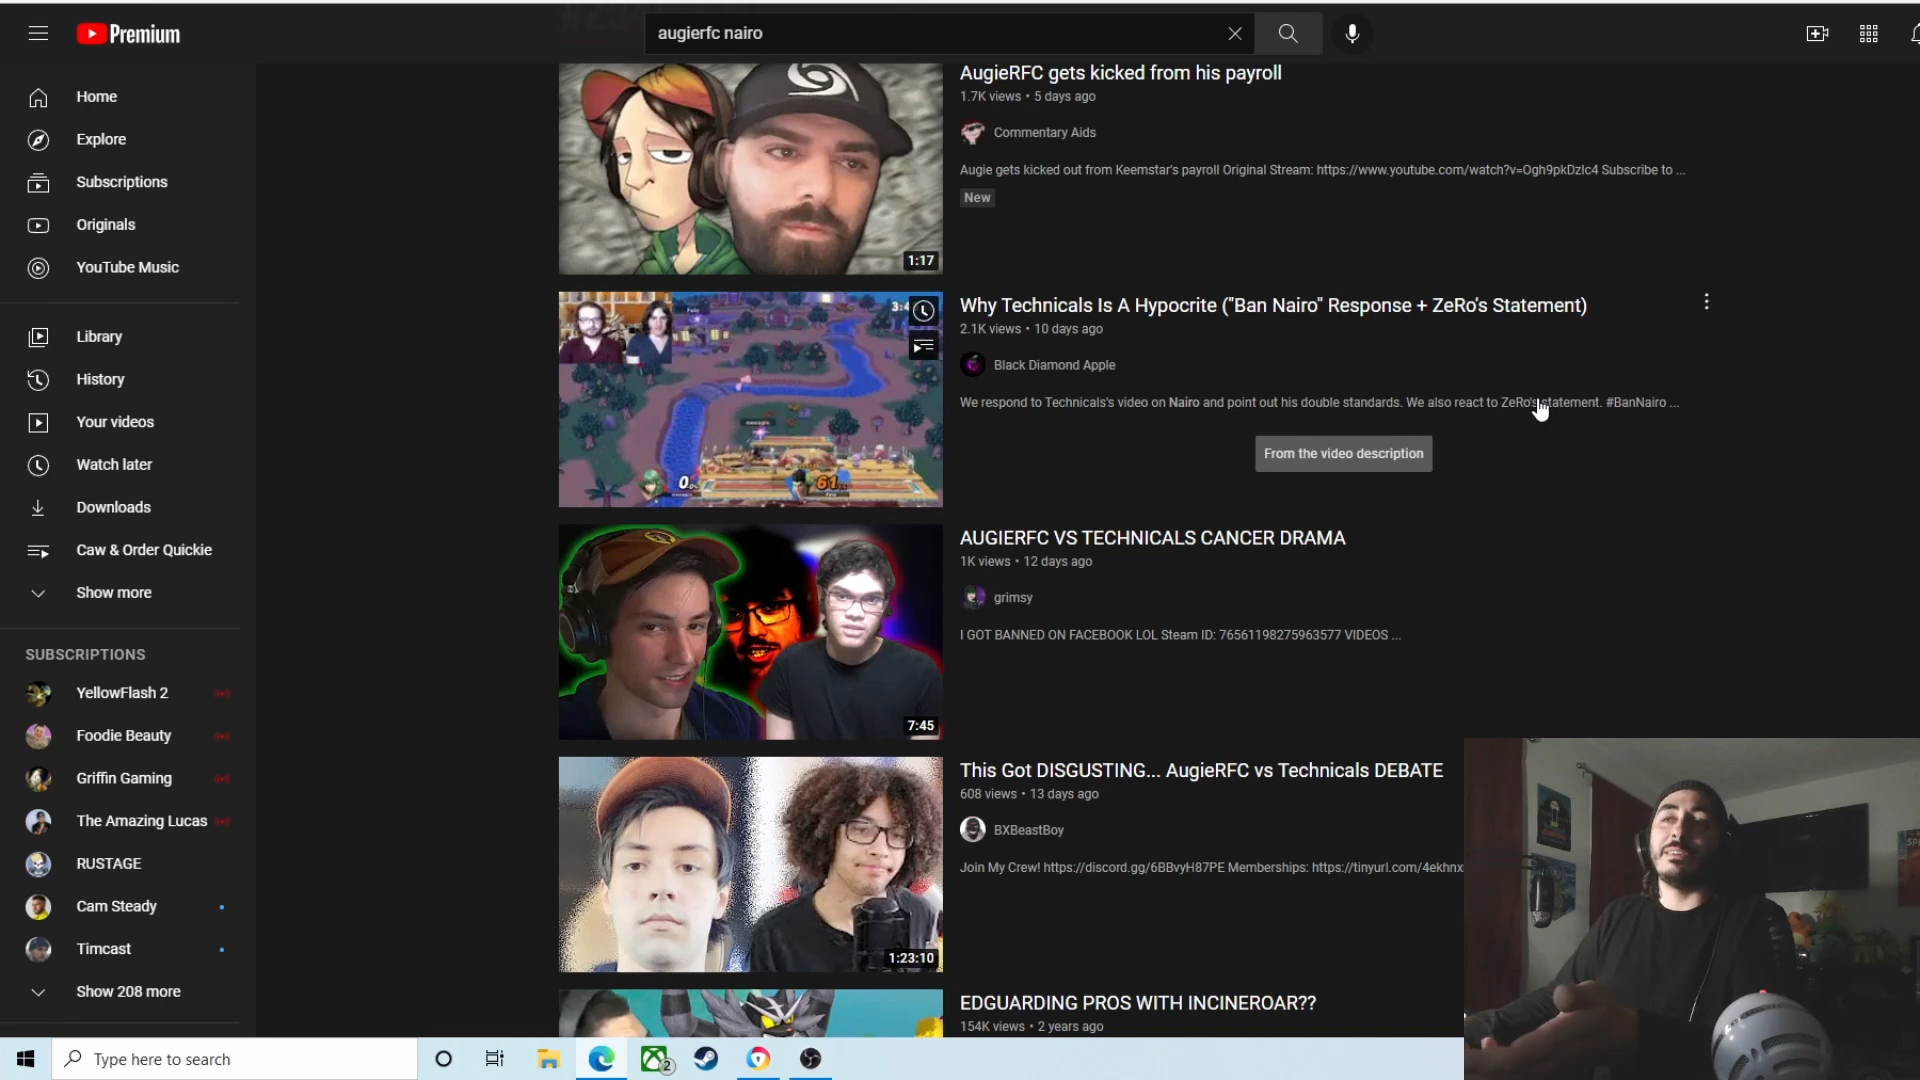 Premium
augierfc nairo
Home
Explore
Subscriptions
Originals
YouTube Music
Library
History
Your videos
Watch later
Downloads
Caw & Order Quickie
Show more
SUBSCRIPTIONS
YellowFlash 2
Foodie Beauty
Griffin Gaming
The Amazing Lucas
RUSTAGE
Cam Steady
Timcast
Show 208 more
AugieRFC gets kicked from his payroll
1.7K views • 5 days ago
Commentary Aids
Augie gets kicked out from Keemstar's payroll Original Stream: https://www.youtube.com/watch?v=Ogh9pkDzlc4 Subscribe to ...
New
1:17
Why Technicals Is A Hypocrite ("Ban Nairo" Response + ZeRo's Statement)
2.1K views • 10 days ago
Black Diamond Apple
We respond to Technicals's video on Nairo and point out his double standards. We also react to ZeRo's statement. #BanNairo ...
From the video description
0%
61%
AUGIERFC VS TECHNICALS CANCER DRAMA
1K views • 12 days ago
grimsy
I GOT BANNED ON FACEBOOK LOL Steam ID: 76561198275963577 VIDEOS ...
7:45
This Got DISGUSTING... AugieRFC vs Technicals DEBATE
608 views • 13 days ago
BXBeastBoy
Join My Crew! https://discord.gg/6BBvyH87PE Memberships: https://tinyurl.com/4ekhnx
1:23:10
EDGUARDING PROS WITH INCINEROAR??
154K views • 2 years ago
Type here to search
2